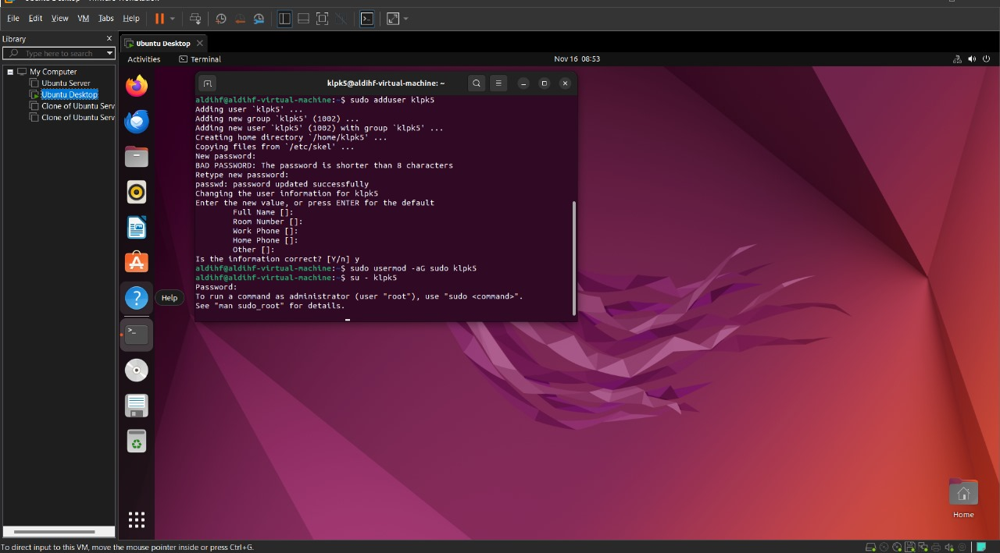 File Edit View VM Tabs Help
Library
Type here to search
My Computer
Ubuntu Server
Ubuntu Desktop
Clone of Ubuntu Serv
Clone of Ubuntu Serv
Ubuntu Desktop
Activities Terminal Nov 16 08:53
klpk5@aldihf-virtual-machine: ~
aldihf@aldihf-virtual-machine:~$ sudo adduser klpk5
Adding user `klpk5' ...
Adding new group `klpk5' (1002) ...
Adding new user `klpk5' (1002) with group `klpk5' ...
Creating home directory `/home/klpk5' ...
Copying files from `/etc/skel' ...
New password:
BAD PASSWORD: The password is shorter than 8 characters
Retype new password:
passwd: password updated successfully
Changing the user information for klpk5
Enter the new value, or press ENTER for the default
Full Name []:
Room Number []:
Work Phone []:
Home Phone []:
Other []:
Is the information correct? [Y/n] y
aldihf@aldihf-virtual-machine:~$ sudo usermod -aG sudo klpk5
aldihf@aldihf-virtual-machine:~$ su - klpk5
Password:
To run a command as administrator (user "root"), use "sudo <command>".
See "man sudo_root" for details.
Help
Home
To direct input to this VM, move the mouse pointer inside or press Ctrl+G.